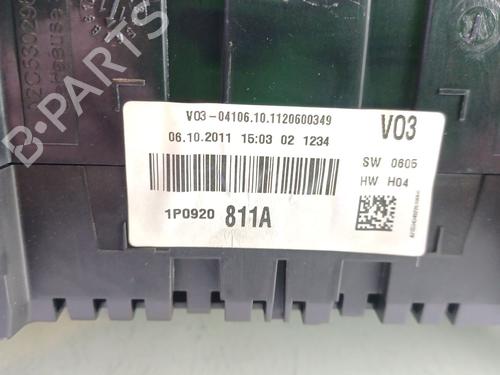 V03-04106.10.1120600349
V03
06.10.2011 15:03 02 1234
SW 0605
HW H04
1P0920 811A
B-PARTS